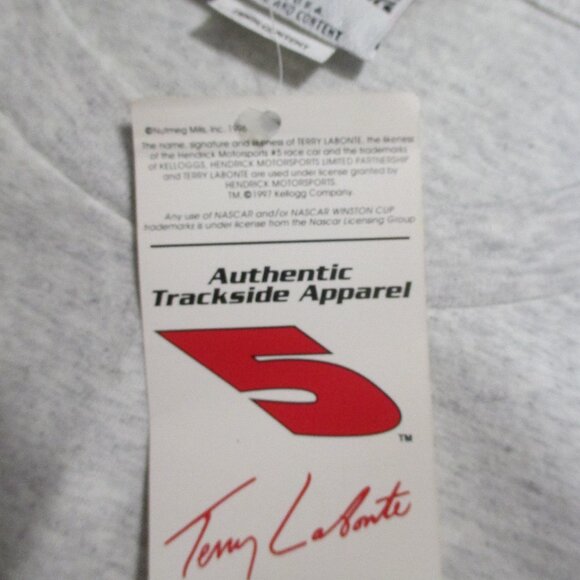 U.S.A.
AND CONTENT
CONTENT
©Nutmeg Mills, Inc. 1996
The name, signature and likeness of TERRY LABONTE, the likeness
of the Hendrick Motorsports #5 race car and the trademarks
of KELLOGGS, HENDRICK MOTORSPORTS LIMITED PARTNERSHIP
and TERRY LABONTE are used under license granted by
HENDRICK MOTORSPORTS.
TM, ©1997 Kellogg Company.
Any use of NASCAR and/or NASCAR WINSTON CUP
trademarks is under license from the Nascar Licensing Group
Authentic
Trackside Apparel
5
TM
Terry Labonte